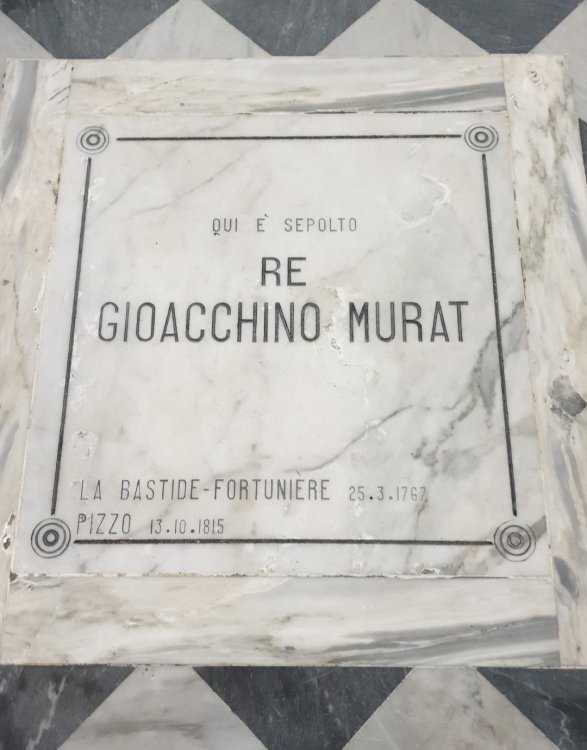 QUI È SEPOLTO
RE
GIOACCHINO MURAT
LA BASTIDE-FORTUNIÈRE 25.3.1767
PIZZO 13.10.1815